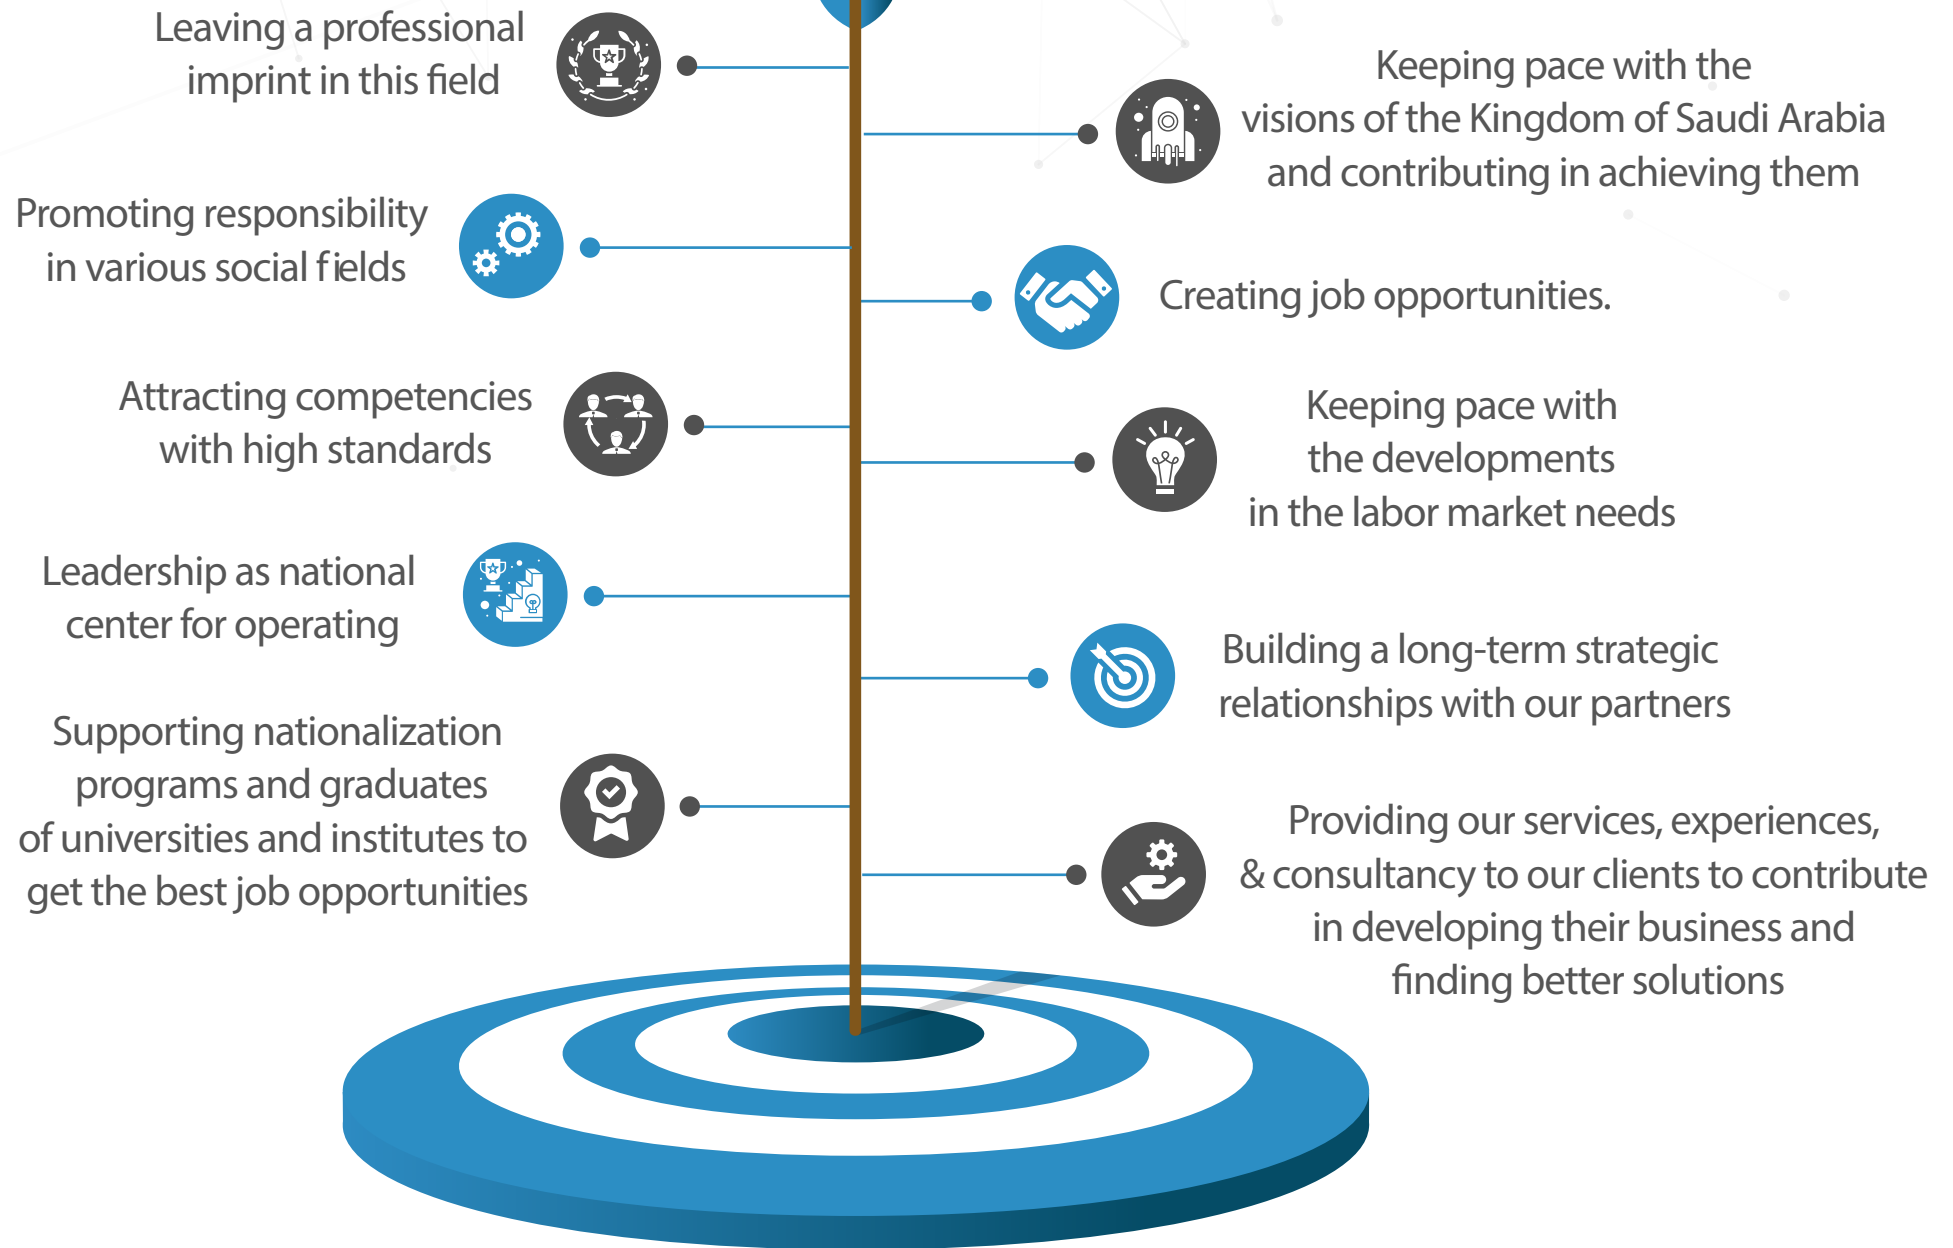 Leaving a professional
imprint in this field
Keeping pace with the
visions of the Kingdom of Saudi Arabia
and contributing in achieving them
Promoting responsibility
in various social fields
Creating job opportunities.
Attracting competencies
with high standards
Keeping pace with
the developments
in the labor market needs
Leadership as national
center for operating
Building a long-term strategic
relationships with our partners
Supporting nationalization
programs and graduates
of universities and institutes to
get the best job opportunities
Providing our services, experiences,
& consultancy to our clients to contribute
in developing their business and
finding better solutions